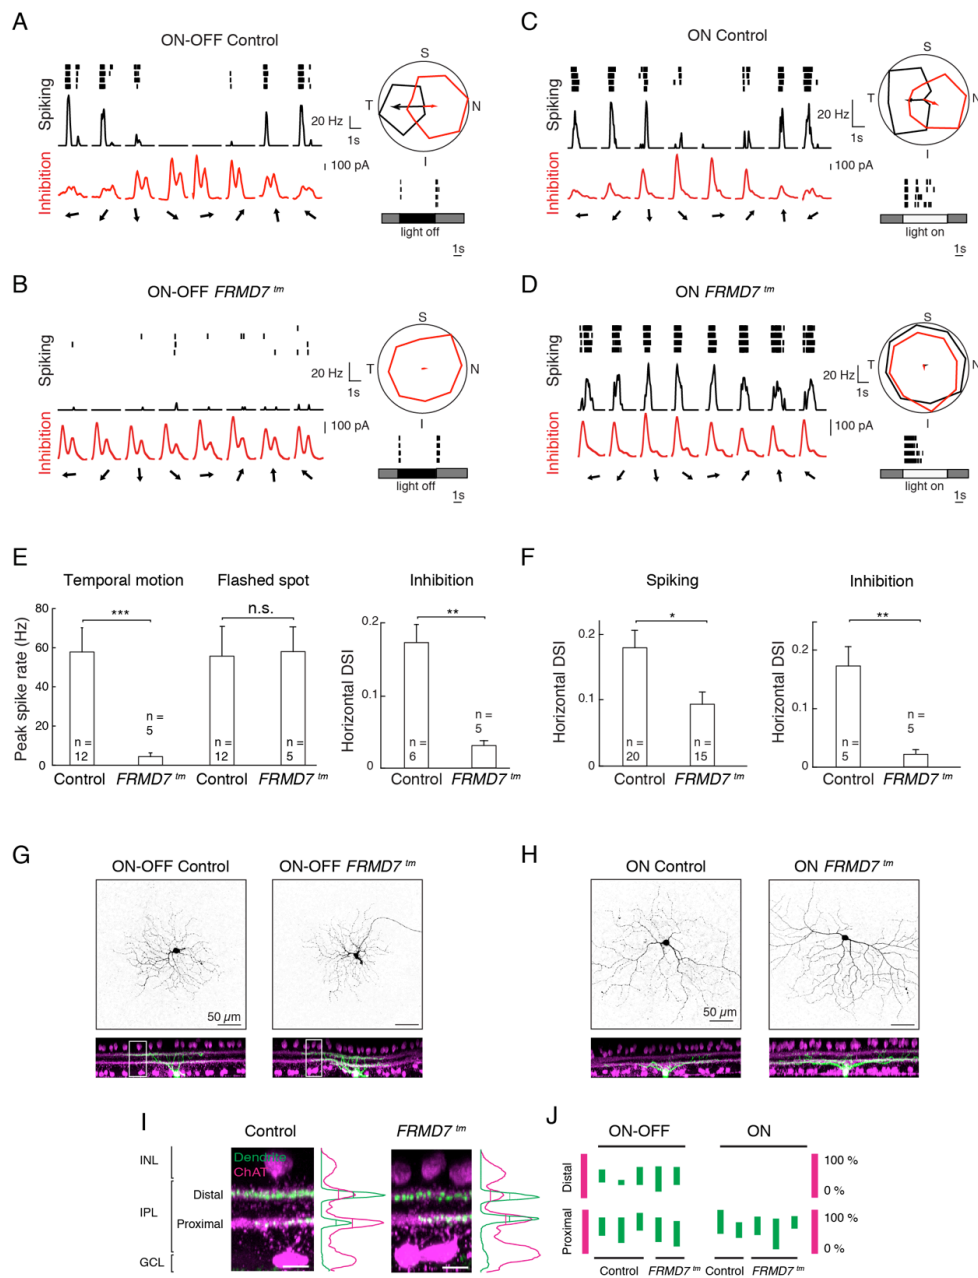 A
ON-OFF Control
Spiking
20 Hz
1s
Inhibition
100 pA
S
T
N
I
light off
1s
C
ON Control
Spiking
20 Hz
1s
Inhibition
100 pA
S
T
N
I
light on
1s
B
ON-OFF FRMD7 tm
Spiking
20 Hz
1s
Inhibition
100 pA
S
T
N
I
light off
1s
D
ON FRMD7 tm
Spiking
20 Hz
1s
Inhibition
100 pA
S
T
N
I
light on
1s
E
Temporal motion
Flashed spot
Inhibition
Peak spike rate (Hz)
80
60
40
20
0
***
n.s.
n =
12
n =
5
n =
12
n =
5
Control
FRMD7 tm
Control
FRMD7 tm
Horizontal DSI
0.2
0.1
0
**
n =
6
n =
5
Control
FRMD7 tm
F
Spiking
Inhibition
Horizontal DSI
0.2
0.1
0
*
n =
20
n =
15
Control
FRMD7 tm
Horizontal DSI
0.2
0.1
0
**
n =
5
n =
5
Control
FRMD7 tm
G
ON-OFF Control
ON-OFF FRMD7 tm
50 µm
H
ON Control
ON FRMD7 tm
50 µm
I
Control
FRMD7 tm
INL
IPL
GCL
Dendrite
ChAT
Distal
Proximal
J
ON-OFF
ON
Distal
Proximal
100 %
0 %
100 %
0 %
Control
FRMD7 tm
Control
FRMD7 tm